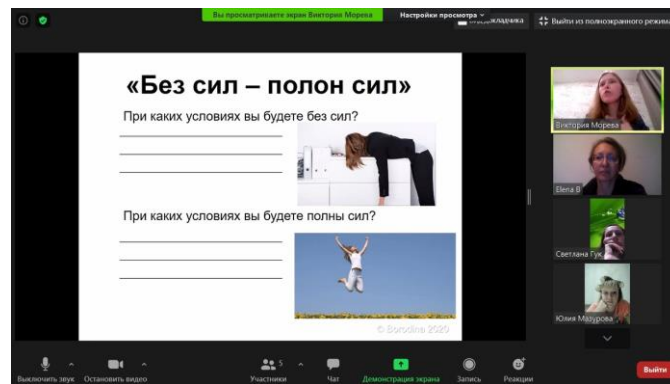 Вы просматриваете экран Виктория Морева
Настройки просмотра
Выйти из полноэкранного режима
«Без сил – полон сил»
При каких условиях вы будете без сил?
При каких условиях вы будете полны сил?
© Borodina 2020
Виктория Морева
Elena B
Светлана Гук
Юлия Мазурова
Выключить звук
Остановить видео
Участники
5
Чат
Демонстрация экрана
Запись
Реакции
Выйти